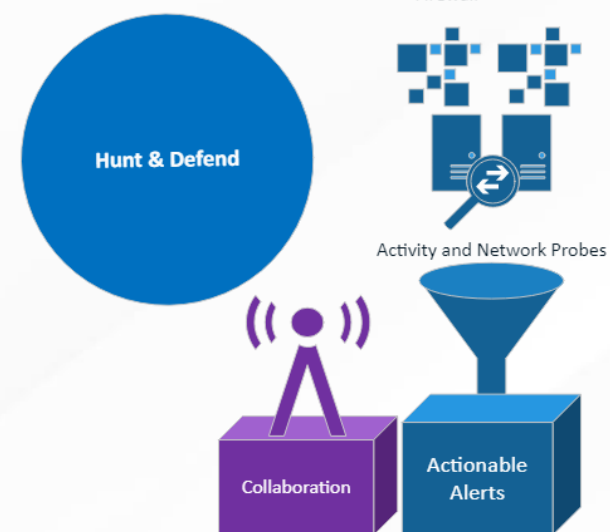 Hunt & Defend
Activity and Network Probes
Collaboration
Actionable
Alerts